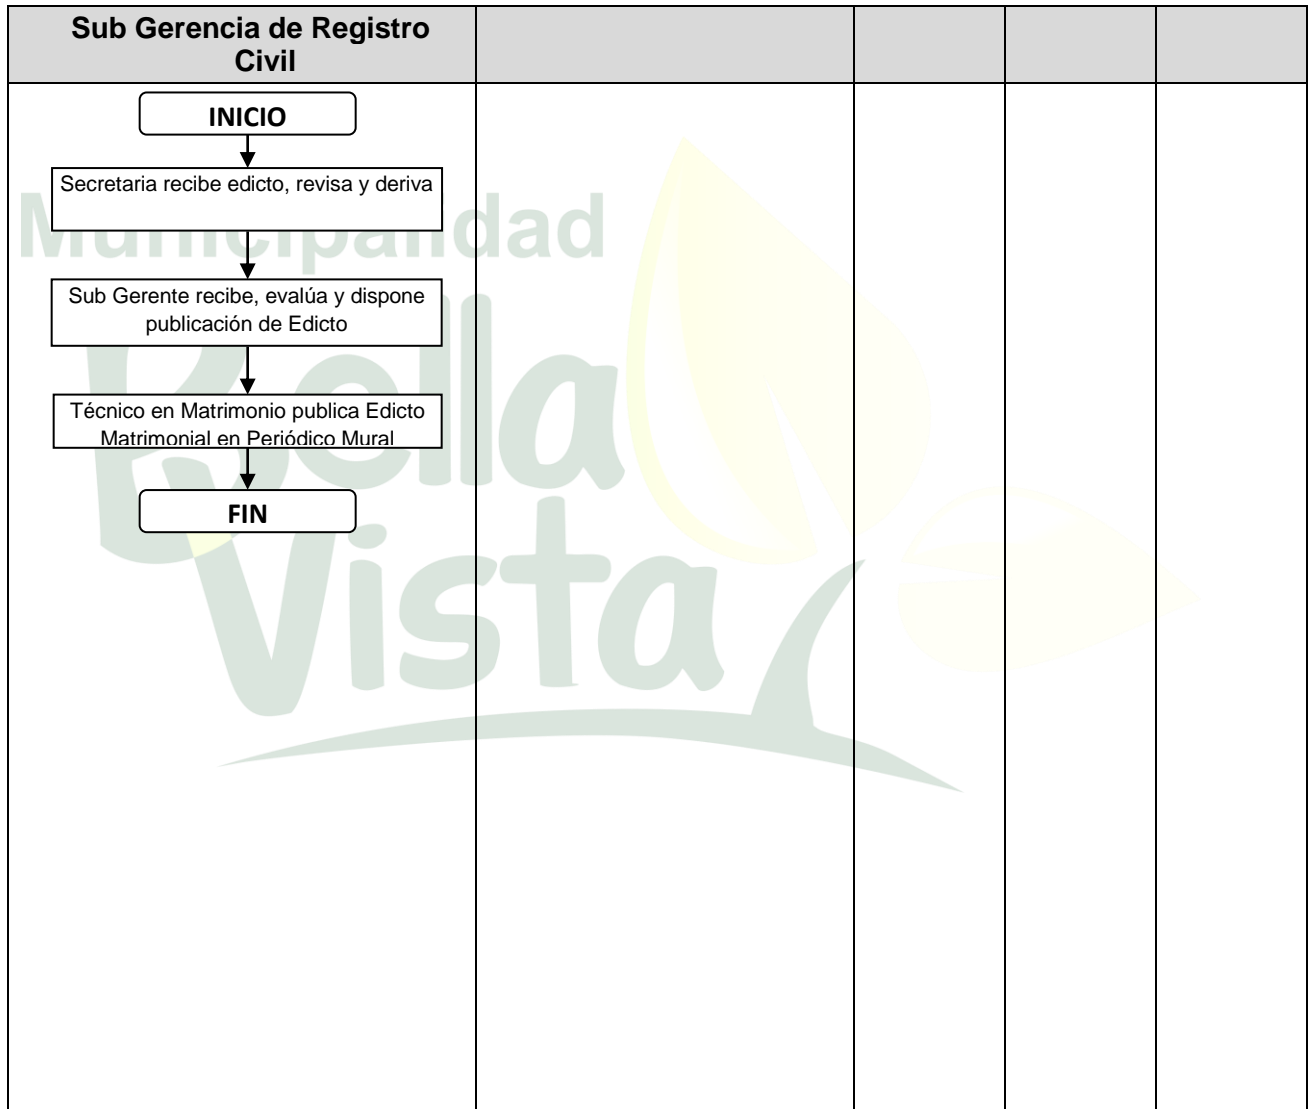 Sub Gerencia de Registro
Civil
INICIO
Secretaria recibe edicto, revisa y deriva
Municipalidad
Sub Gerente recibe, evalúa y dispone
publicación de Edicto
Bella
Técnico en Matrimonio publica Edicto
Matrimonial en Periódico Mural
FIN
Vista